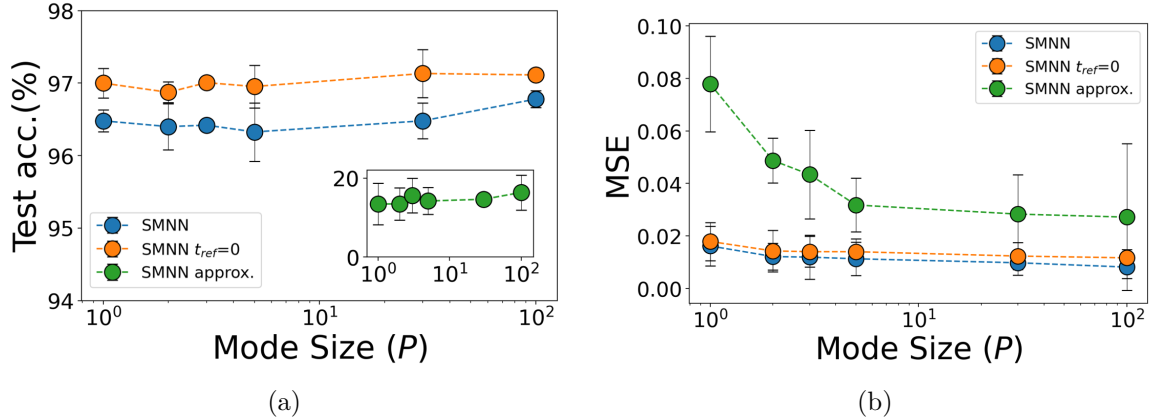 98
97
96
95
94
Test acc.(%)
SMNN
SMNN t_ref=0
SMNN approx.
20
0
10^0
10^1
10^2
10^0
10^1
10^2
Mode Size (P)
(a)
0.10
0.08
0.06
0.04
0.02
0.00
MSE
SMNN
SMNN t_ref=0
SMNN approx.
10^0
10^1
10^2
Mode Size (P)
(b)